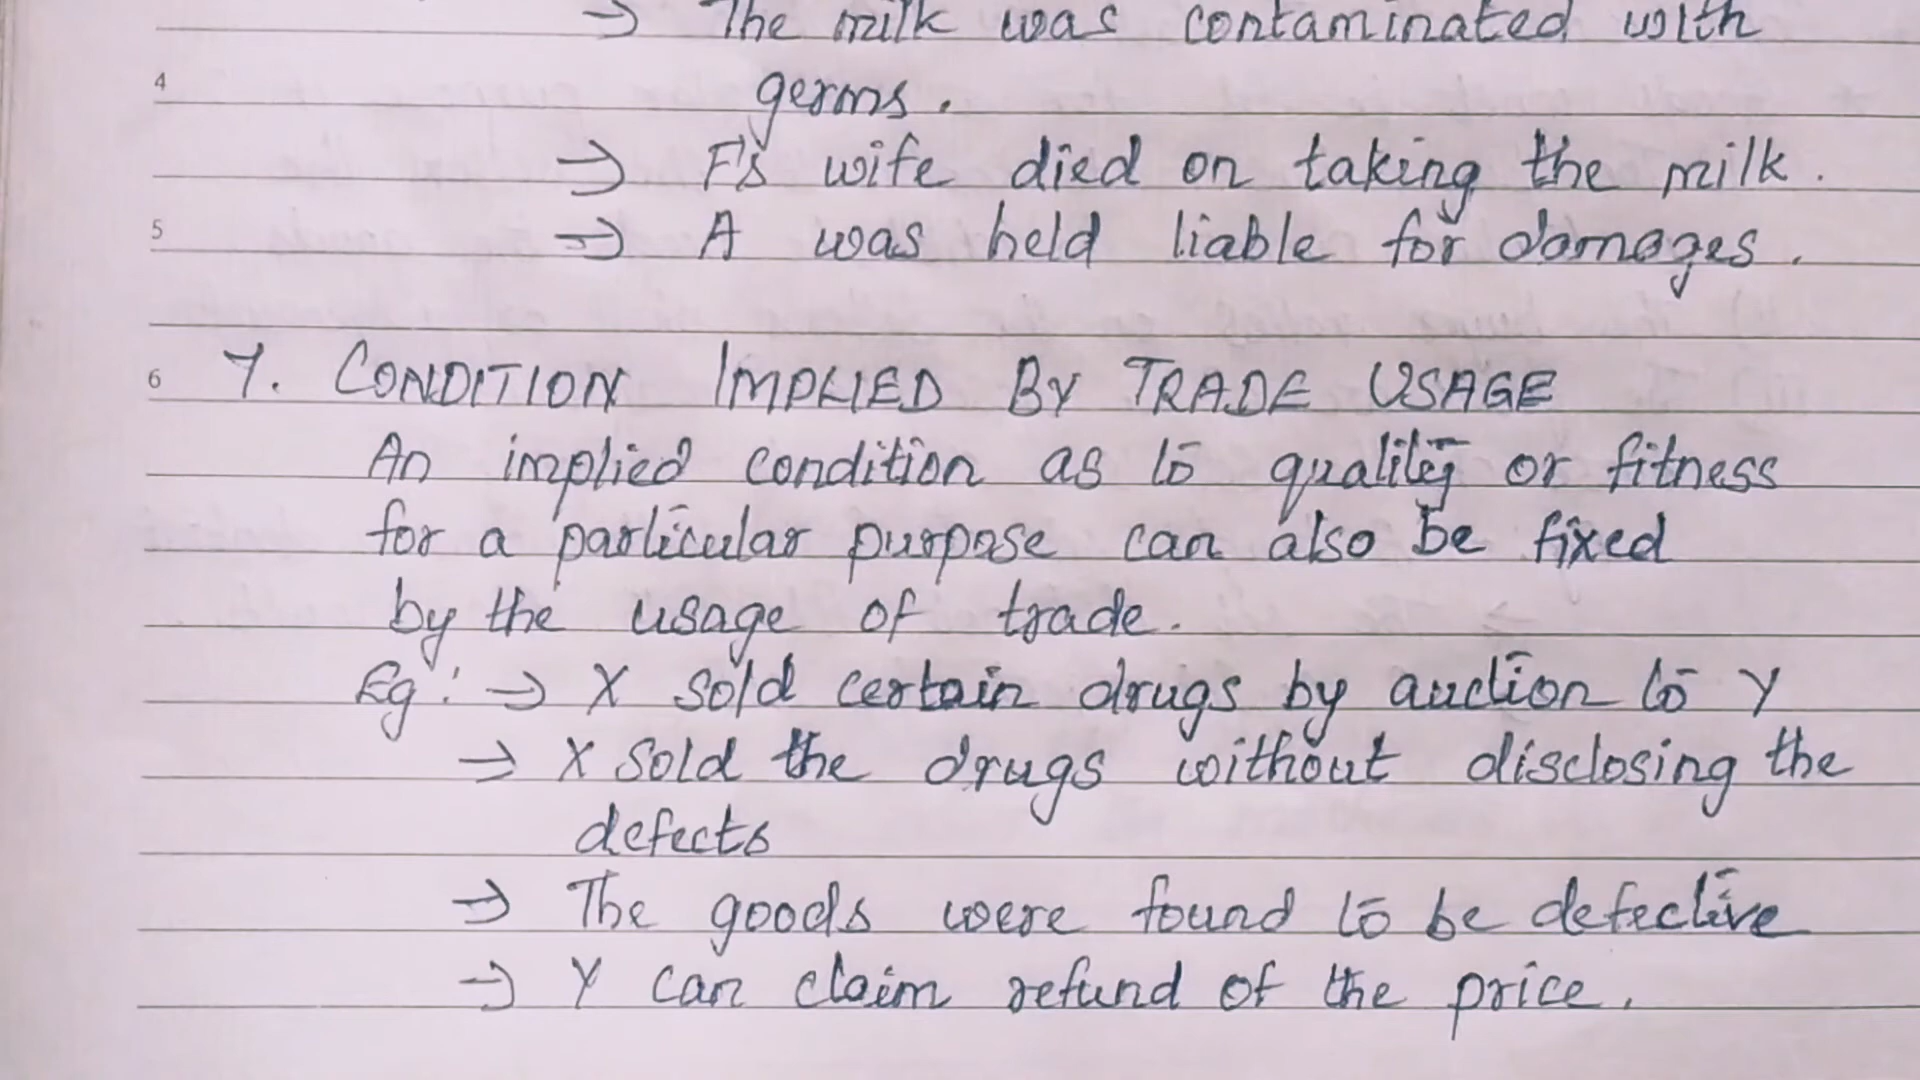 → The milk was contaminated with
4
germs.
→ F's wife died on taking the milk.
5
→ A was held liable for damages.
6
7. CONDITION IMPLIED BY TRADE USAGE
An implied condition as to quality or fitness
for a particular purpose can also be fixed
by the usage of trade.
Eg: → X sold certain drugs by auction to Y
→ X sold the drugs without disclosing the
defects
→ The goods were found to be defective
→ Y can claim refund of the price.